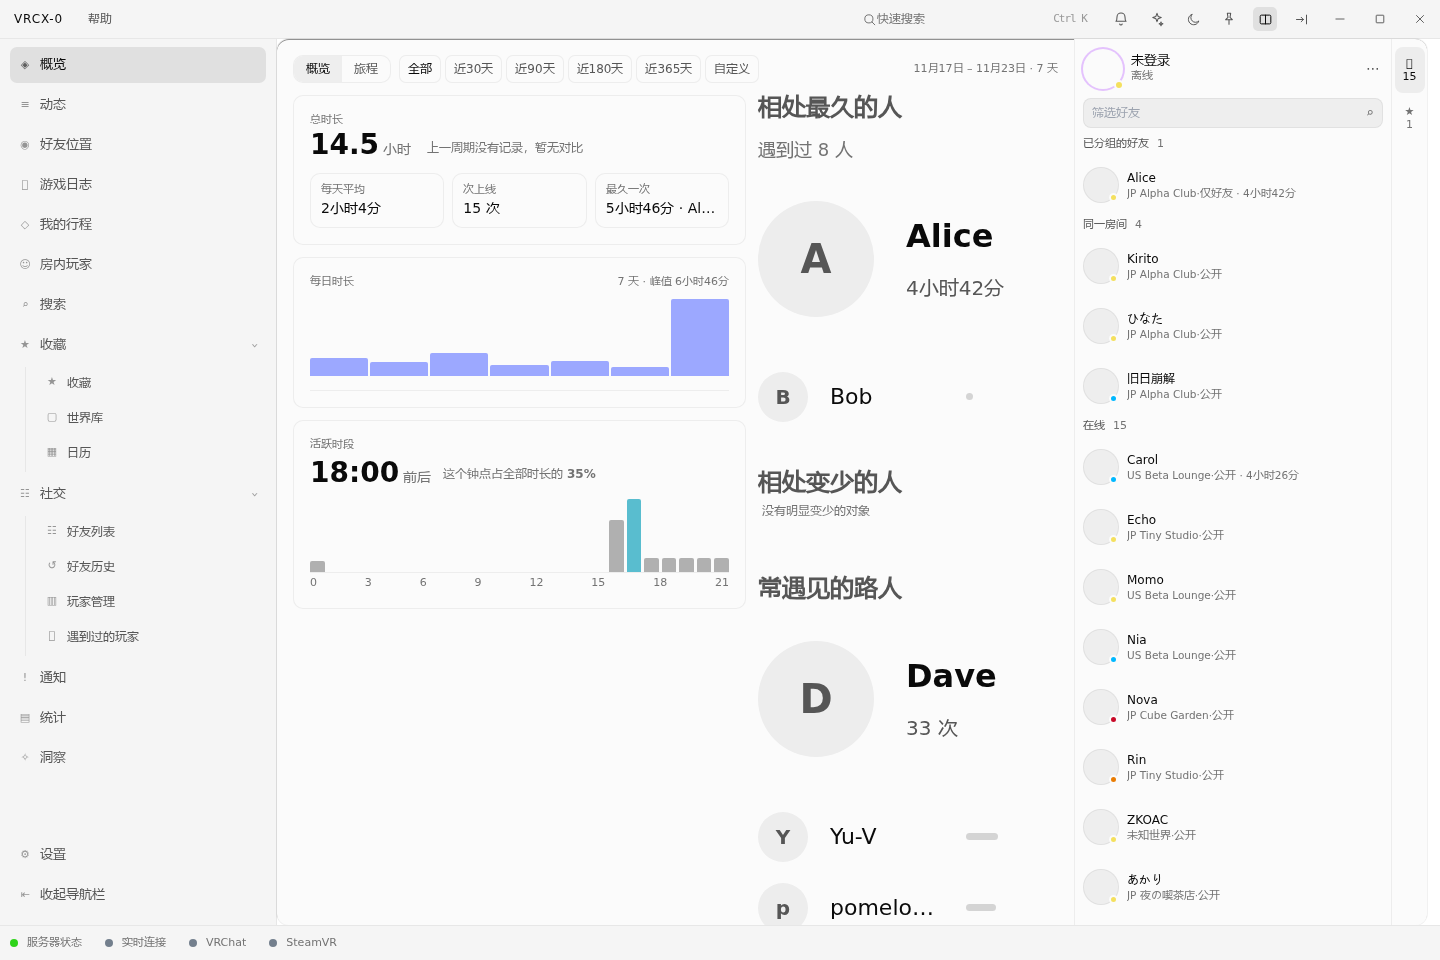 VRCX-0
帮助
快速搜索
Ctrl K
概览
动态
好友位置
游戏日志
我的行程
房内玩家
搜索
收藏
收藏
世界库
日历
社交
好友列表
好友历史
玩家管理
遇到过的玩家
通知
统计
洞察
设置
收起导航栏
概览 旅程 全部 近30天 近90天 近180天 近365天 自定义
11月17日 – 11月23日 · 7 天
总时长
14.5 小时 上一周期没有记录，暂无对比
每天平均
2小时4分
次上线
15 次
最久一次
5小时46分 · Al…
每日时长
7 天 · 峰值 6小时46分
活跃时段
18:00 前后 这个钟点占全部时长的 35%
0 3 6 9 12 15 18 21
相处最久的人
遇到过 8 人
A
Alice
4小时42分
B
Bob
相处变少的人
没有明显变少的对象
常遇见的路人
D
Dave
33 次
Y
Yu-V
p
pomelo…
未登录
离线
筛选好友
已分组的好友 1
Alice
JP Alpha Club·仅好友 · 4小时42分
同一房间 4
Kirito
JP Alpha Club·公开
ひなた
JP Alpha Club·公开
旧日崩解
JP Alpha Club·公开
在线 15
Carol
US Beta Lounge·公开 · 4小时26分
Echo
JP Tiny Studio·公开
Momo
US Beta Lounge·公开
Nia
US Beta Lounge·公开
Nova
JP Cube Garden·公开
Rin
JP Tiny Studio·公开
ZKOAC
未知世界·公开
あかり
JP 夜の喫茶店·公开
15
1
服务器状态
实时连接
VRChat
SteamVR